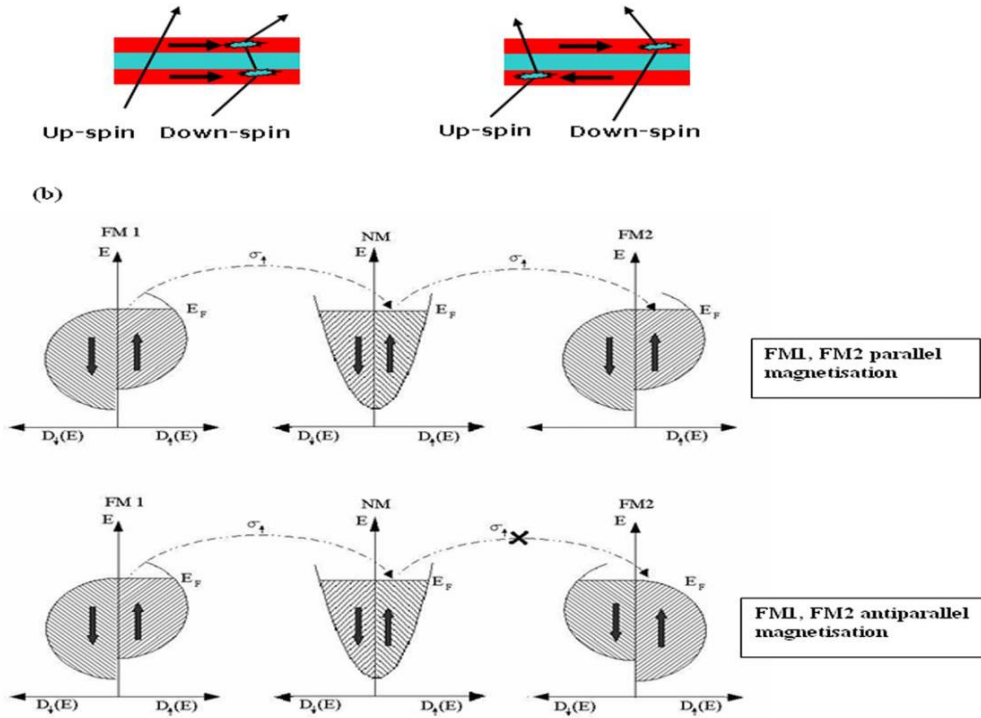 Up-spin Down-spin
Up-spin Down-spin
(b)
FM 1 NM FM2
E σ↑ E σ↑ E
E_F E_F E_F
FM1, FM2 parallel
magnetisation
D↓(E) D↑(E) D↓(E) D↑(E) D↑(E)
FM 1 NM FM2
E σ↑ E σ↑ E
E_F E_F E_F
FM1, FM2 antiparallel
magnetisation
D↓(E) D↑(E) D↓(E) D↑(E) D↓(E) D↑(E)